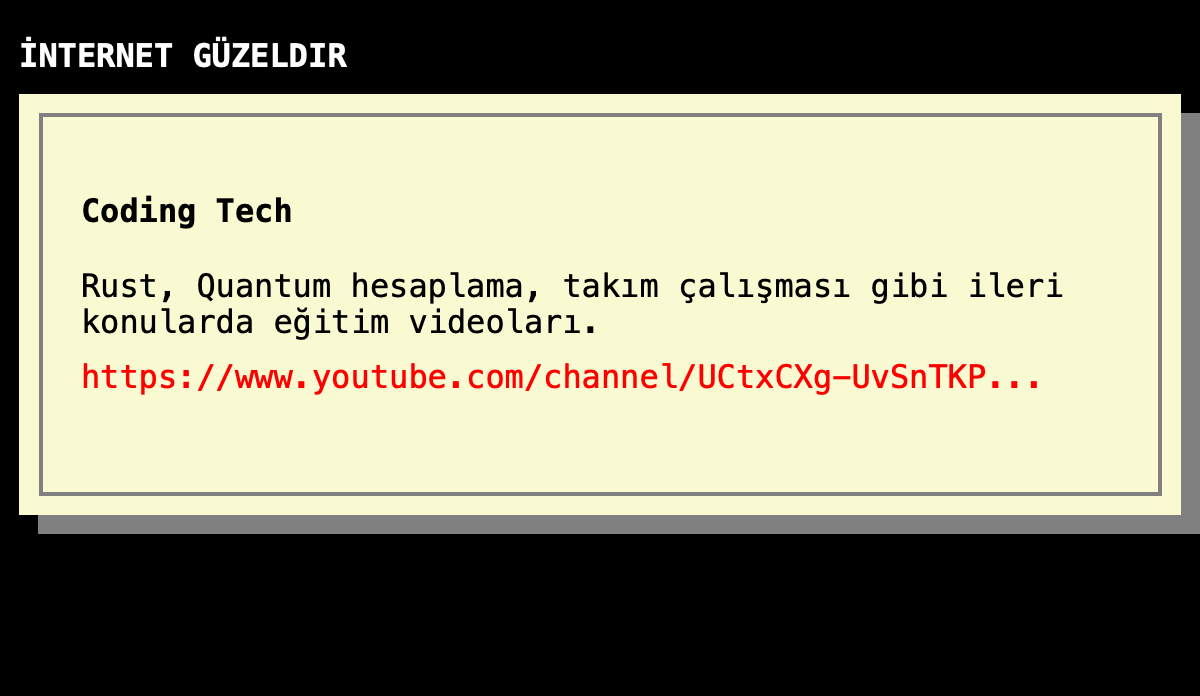 İNTERNET GÜZELDIR
Coding Tech
Rust, Quantum hesaplama, takım çalışması gibi ileri
konularda eğitim videoları.
https://www.youtube.com/channel/UCtxCXg-UvSnTKP...